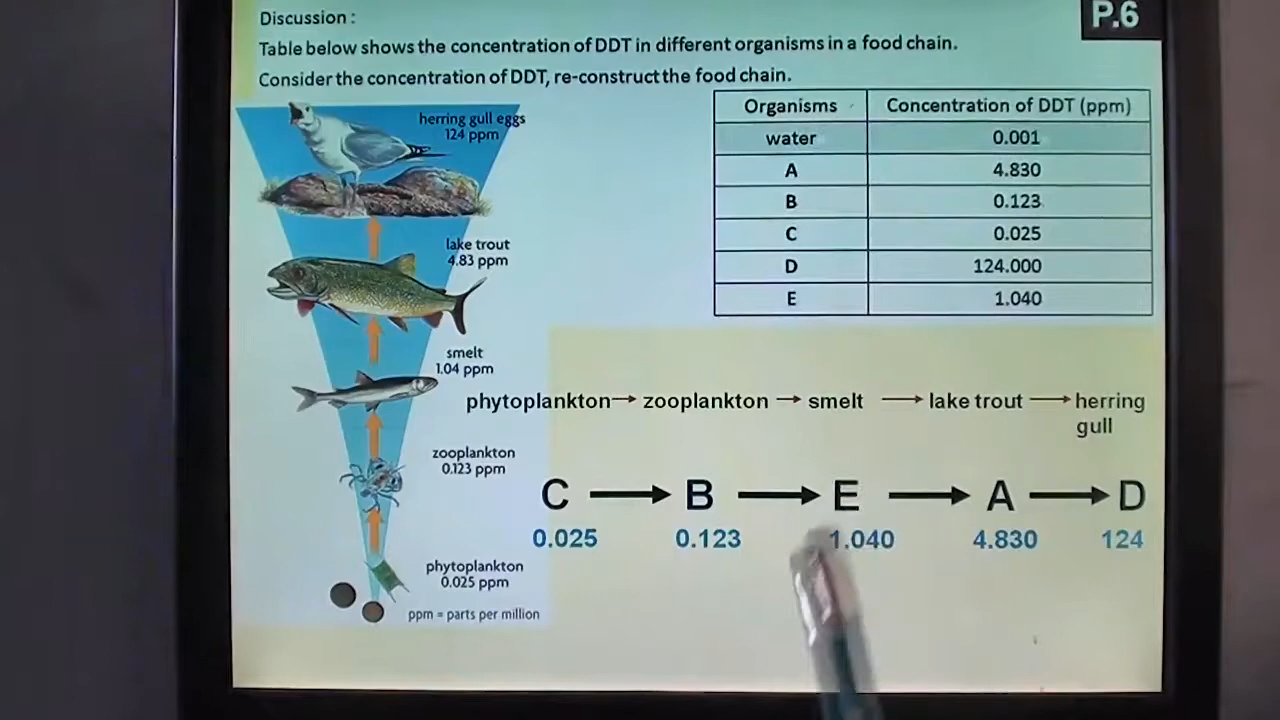 P.6
Discussion :
Table below shows the concentration of DDT in different organisms in a food chain.
Consider the concentration of DDT, re-construct the food chain.
Organisms Concentration of DDT (ppm)
water 0.001
A 4.830
B 0.123
C 0.025
D 124.000
E 1.040
herring gull eggs
124 ppm
lake trout
4.83 ppm
smelt
1.04 ppm
zooplankton
0.123 ppm
phytoplankton
0.025 ppm
ppm = parts per million
phytoplankton → zooplankton → smelt → lake trout → herring
gull
C → B → E → A → D
0.025 0.123 1.040 4.830 124